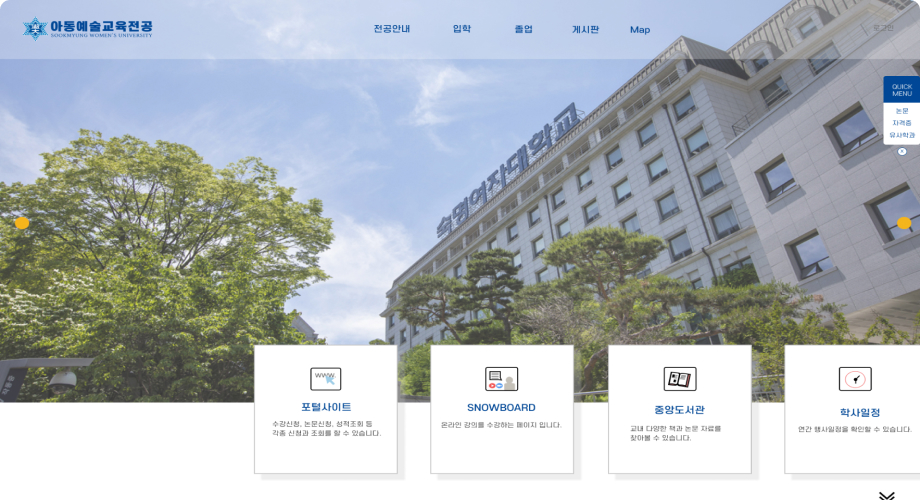 아동예술교육전공
SOOKMYUNG WOMEN'S UNIVERSITY
전공안내
입학
졸업
게시판
Map
로그인
QUICK
MENU
논문
자격증
유사학과
숙명여자대학교
www
포털사이트
수강신청, 논문신청, 성적조회 등
각종 신청과 조회를 할 수 있습니다.
SNOWBOARD
온라인 강의를 수강하는 페이지 입니다.
중앙도서관
교내 다양한 책과 논문 자료를
찾아볼 수 있습니다.
학사일정
연간 행사일정을 확인할 수 있습니다.